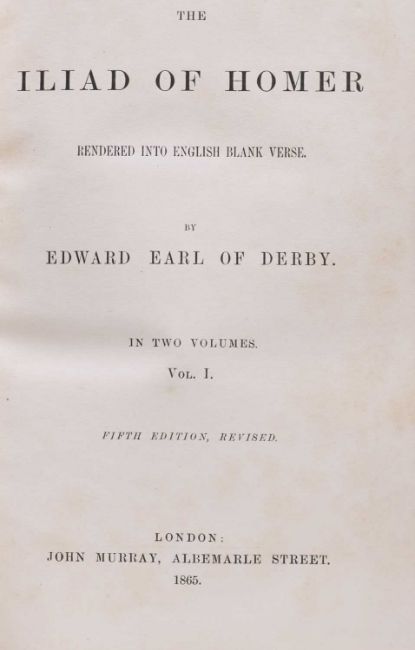 THE
ILIAD OF HOMER
RENDERED INTO ENGLISH BLANK VERSE.
BY
EDWARD EARL OF DERBY.
IN TWO VOLUMES.
VOL. I.
FIFTH EDITION, REVISED.
LONDON:
JOHN MURRAY, ALBEMARLE STREET.
1865.